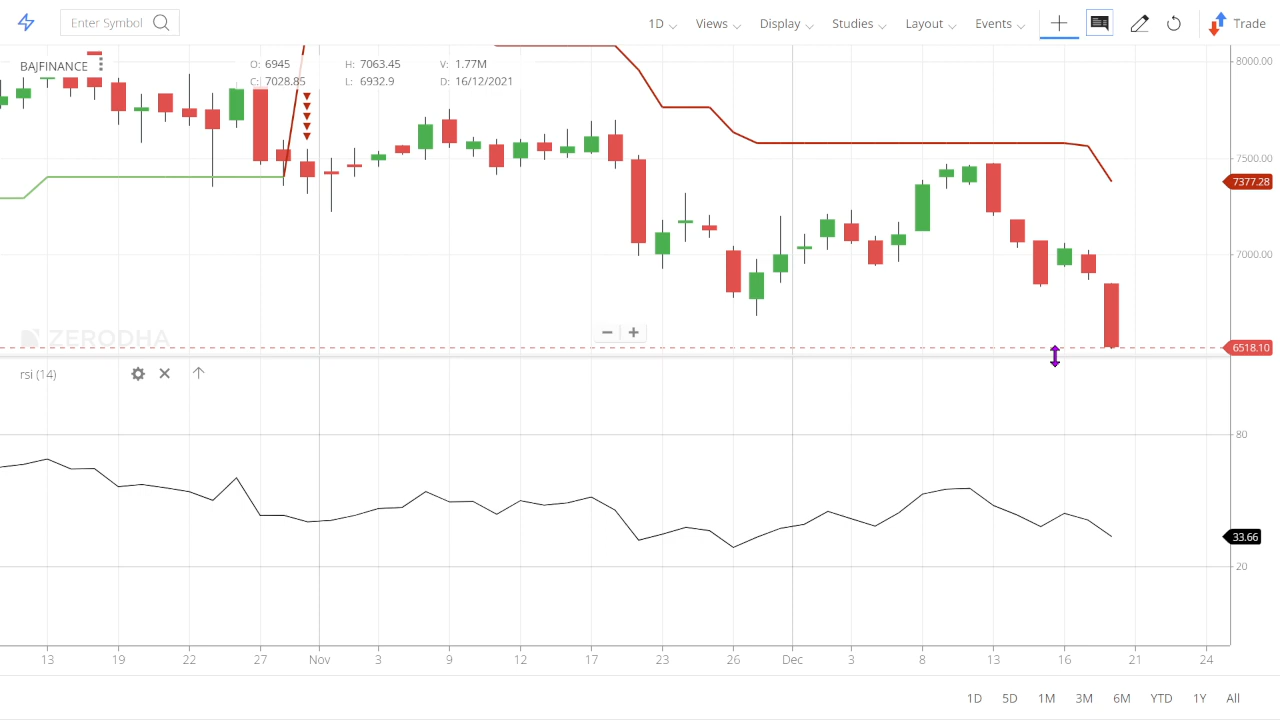 Enter Symbol 1D Views Display Studies Layout Events Trade
BAJFINANCE O: 6945 H: 7063.45 V: 1.77M
C: 7028.85 L: 6932.9 D: 16/12/2021
8000.00
7500.00
7377.28
7000.00
ZERODHA
6518.10
rsi (14)
80
33.66
20
13 19 22 27 Nov 3 9 12 17 23 26 Dec 3 8 13 16 21 24
1D 5D 1M 3M 6M YTD 1Y All